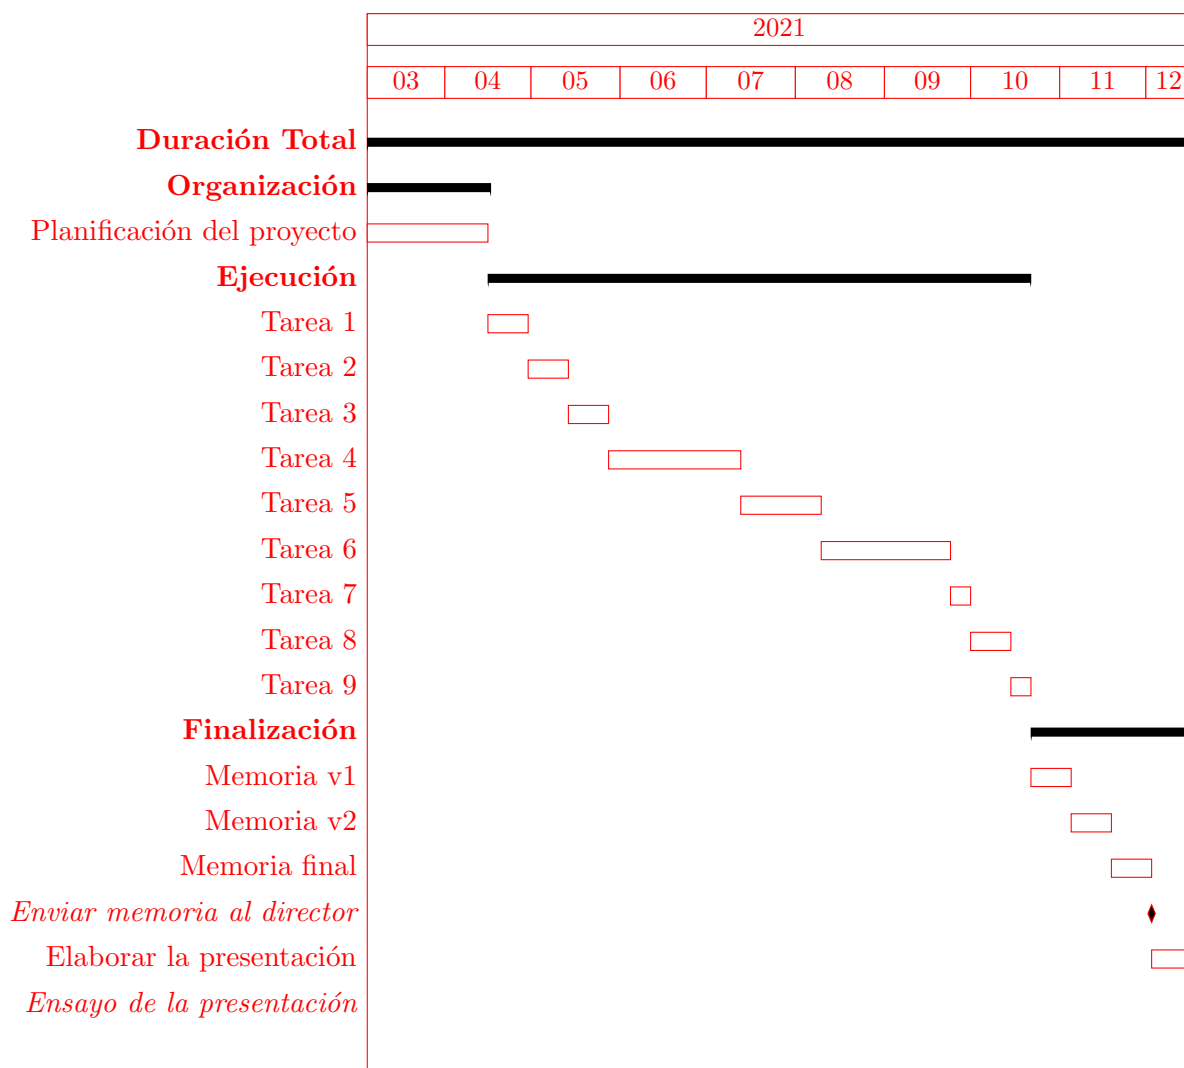 2021
03 04 05 06 07 08 09 10 11 12
Duración Total
Organización
Planificación del proyecto
Ejecución
Tarea 1
Tarea 2
Tarea 3
Tarea 4
Tarea 5
Tarea 6
Tarea 7
Tarea 8
Tarea 9
Finalización
Memoria v1
Memoria v2
Memoria final
Enviar memoria al director
Elaborar la presentación
Ensayo de la presentación